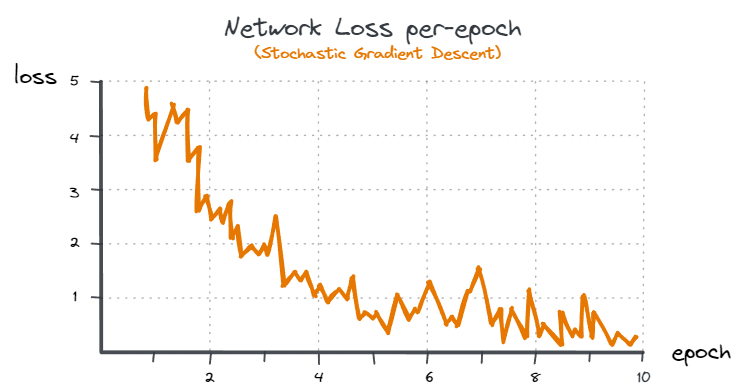 Network Loss per-epoch
(Stochastic Gradient Descent)
loss
5
4
3
2
1
2
4
6
8
10
epoch